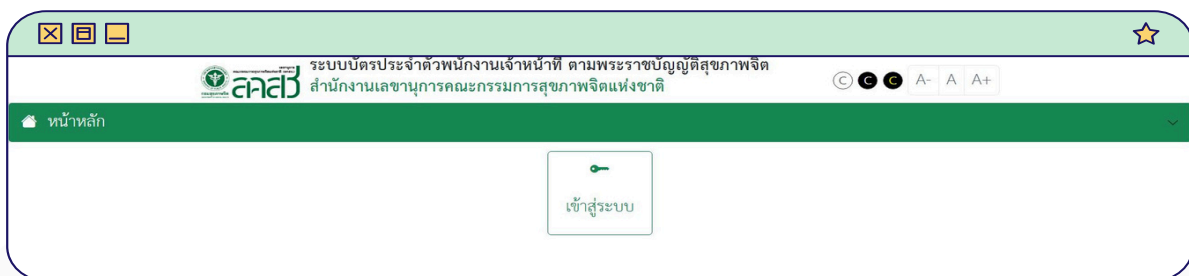 ระบบบัตรประจำตัวพนักงานเจ้าหน้าที่ ตามพระราชบัญญัติสุขภาพจิต
สำนักงานเลขานุการคณะกรรมการสุขภาพจิตแห่งชาติ
C C C A- A A+
หน้าหลัก
เข้าสู่ระบบ